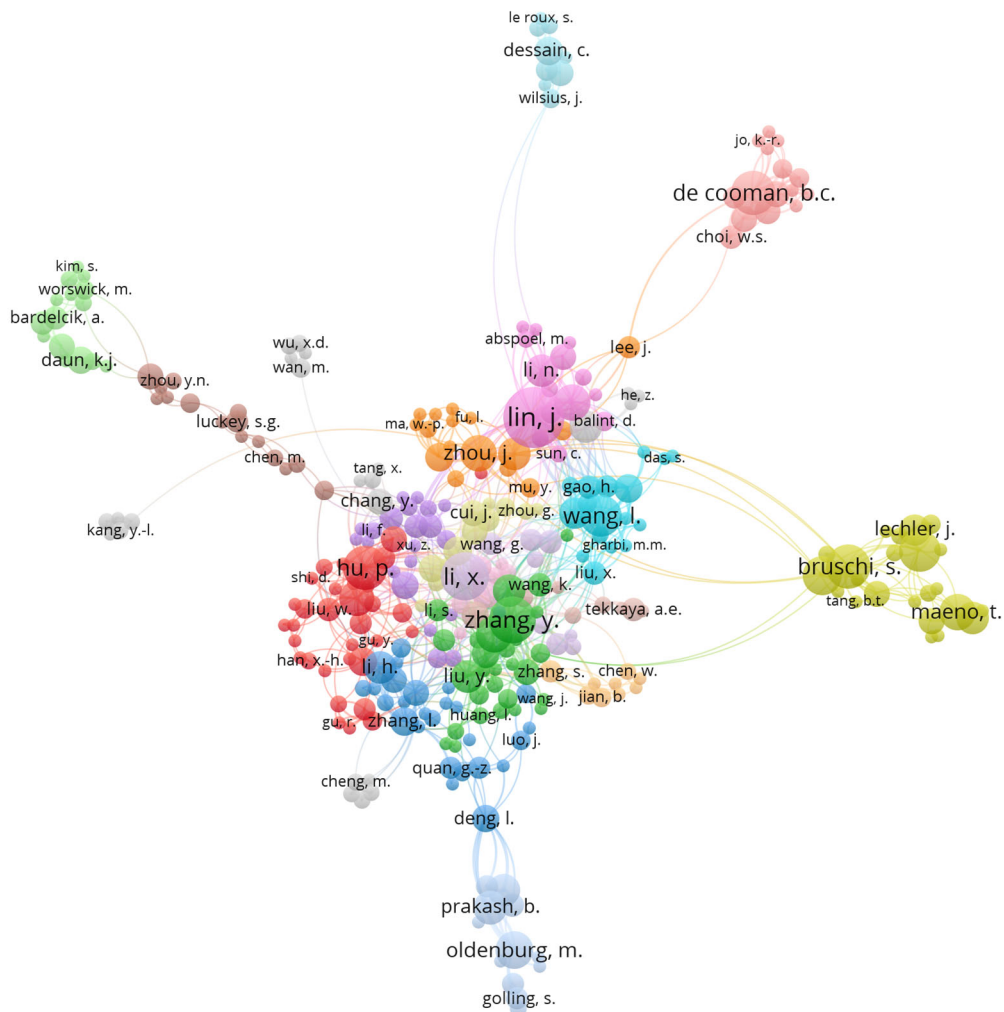 le roux, s.
dessain, c.
wilsius, j.
jo, k.-r.
de cooman, b.c.
choi, w.s.
kim, s.
worswick, m.
bardelcik, a.
daun, k.j.
zhou, y.n.
luckey, s.g.
chen, m.
wu, x.d.
wan, m.
abspoel, m.
li, n.
lee, j.
he, z.
lin, j.
balint, d.
ma, w.-p.
fu, l.
zhou, j.
sun, c.
das, s.
tang, x.
mu, y.
gao, h.
chang, y.
cui, j.
zhou, g.
wang, l.
kang, y.-l.
li, f.
xu, z.
wang, g.
gharbi, m.m.
lechler, j.
bruschi, s.
hu, p.
shi, d.
li, x.
wang, k.
liu, x.
tang, b.t.
maeno, t.
liu, w.
li, s.
zhang, y.
tekkaya, a.e.
gu, y.
han, x.-h.
li, h.
liu, y.
zhang, s.
chen, w.
wang, j.
jian, b.
gu, r.
zhang, l.
huang, l.
luo, j.
cheng, m.
quan, g.-z.
deng, l.
prakash, b.
oldenburg, m.
golling, s.